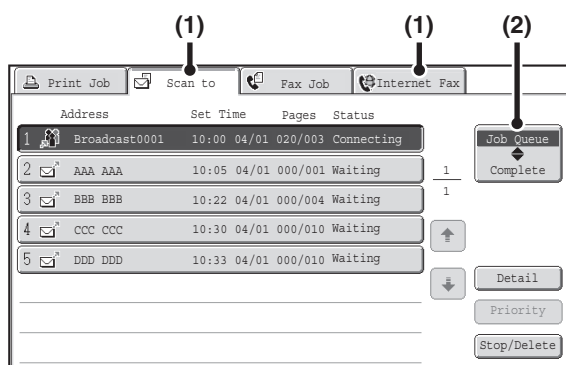 (1) (1) (2)
Print Job Scan to Fax Job Internet Fax
Address Set Time Pages Status
1 Broadcast0001 10:00 04/01 020/003 Connecting
Job Queue
Complete
2 AAA AAA 10:05 04/01 000/001 Waiting
1
1
3 BBB BBB 10:22 04/01 000/004 Waiting
4 CCC CCC 10:30 04/01 000/010 Waiting
5 DDD DDD 10:33 04/01 000/010 Waiting
Detail
Priority
Stop/Delete